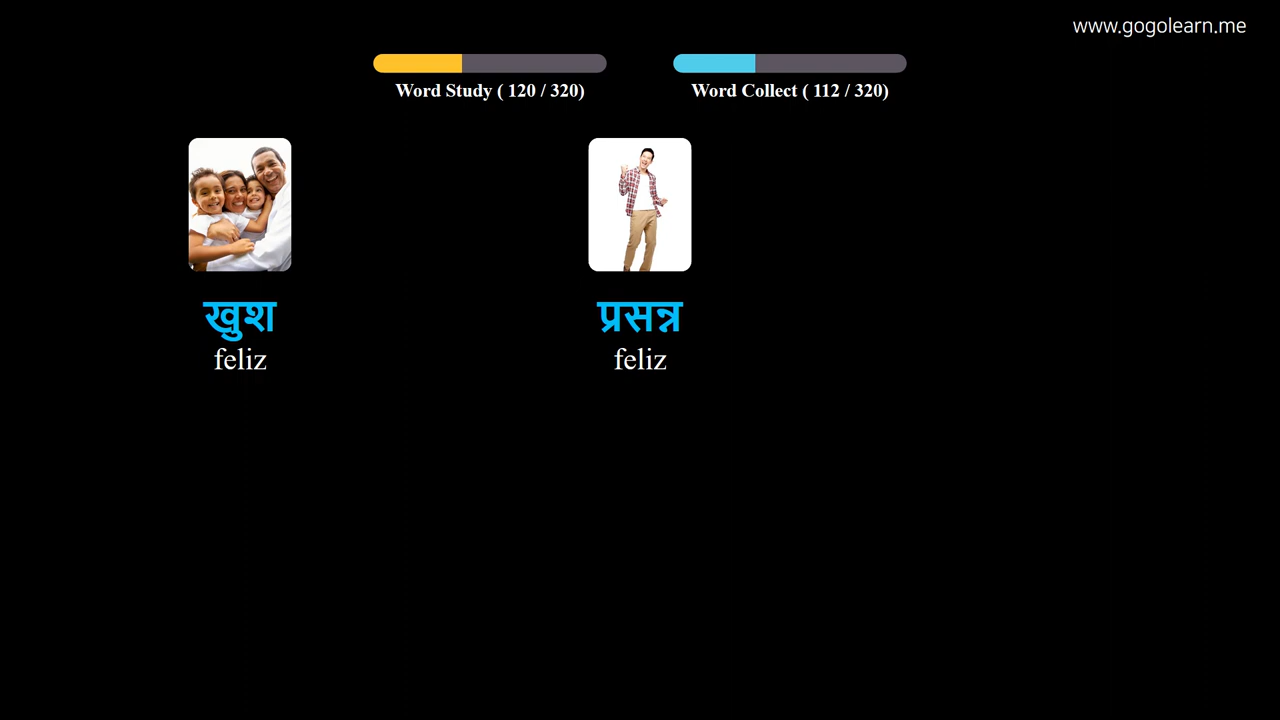 www.gogolearn.me
Word Study ( 120 / 320)
Word Collect ( 112 / 320)
खुश
feliz
प्रसन्न
feliz